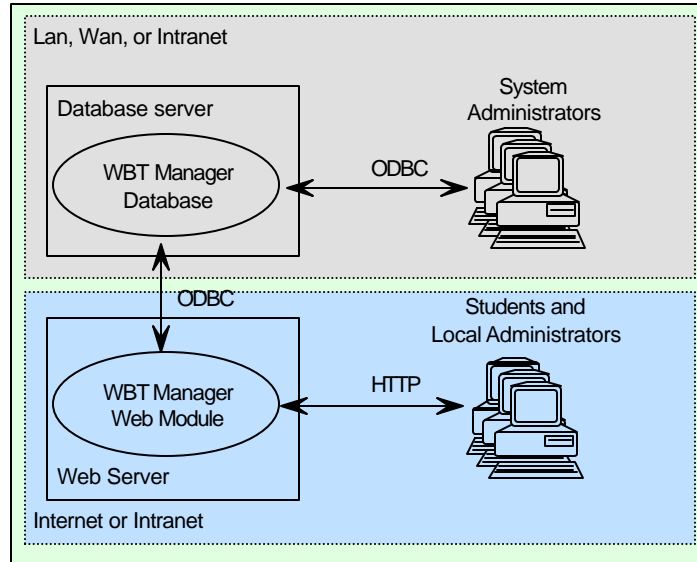 Lan, Wan, or Intranet
Database server
WBT Manager
Database
ODBC
System
Administrators
ODBC
Students and
Local Administrators
WBT Manager
Web Module
HTTP
Web Server
Internet or Intranet